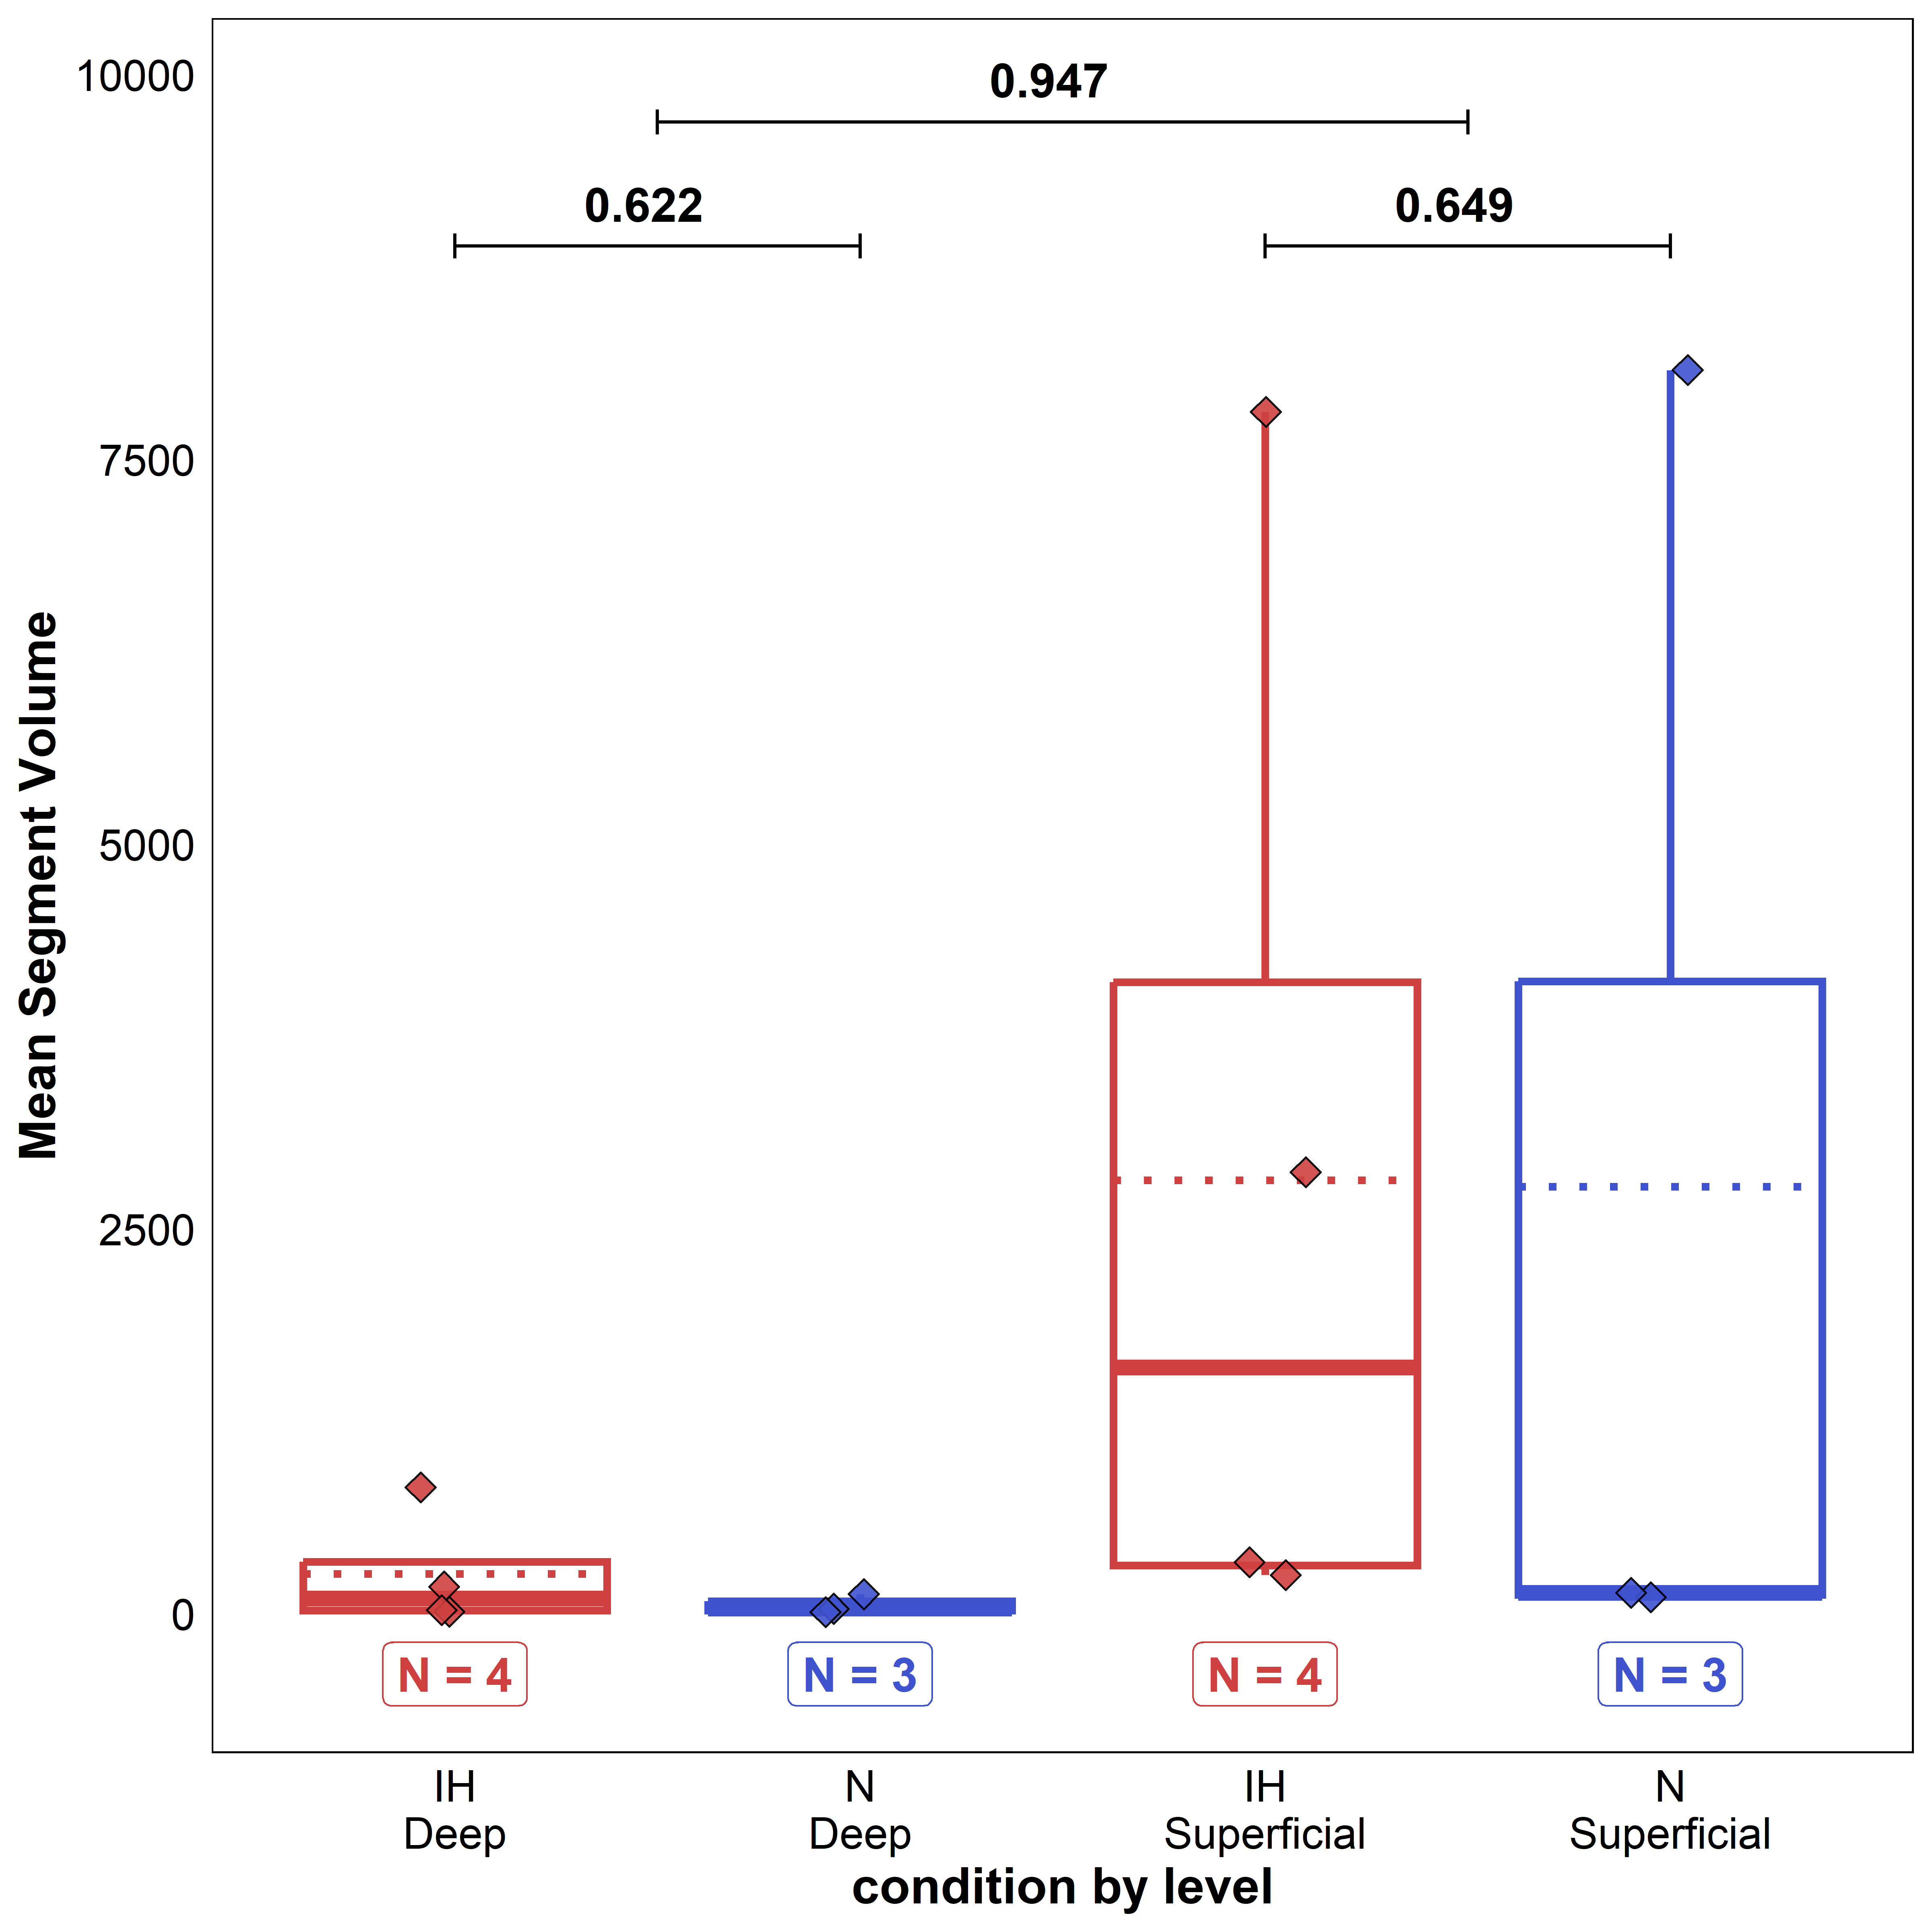 10000
7500
5000
2500
0
Mean Segment Volume
0.947
0.622
0.649
N = 4
N = 3
N = 4
N = 3
IH
Deep
N
Deep
IH
Superficial
N
Superficial
condition by level